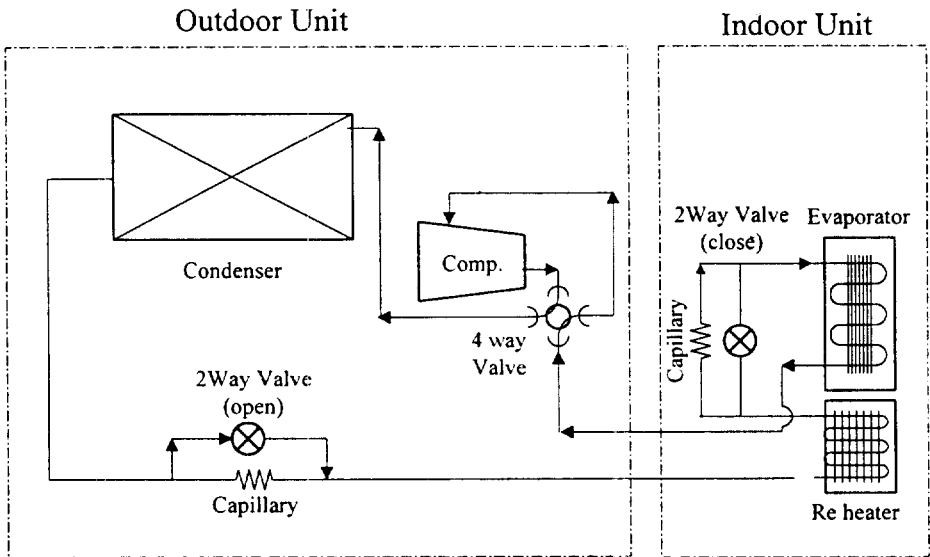 Outdoor Unit
Indoor Unit
Condenser
Comp.
4 way
Valve
2Way Valve
(open)
Capillary
2Way Valve
(close)
Evaporator
Capillary
Re heater